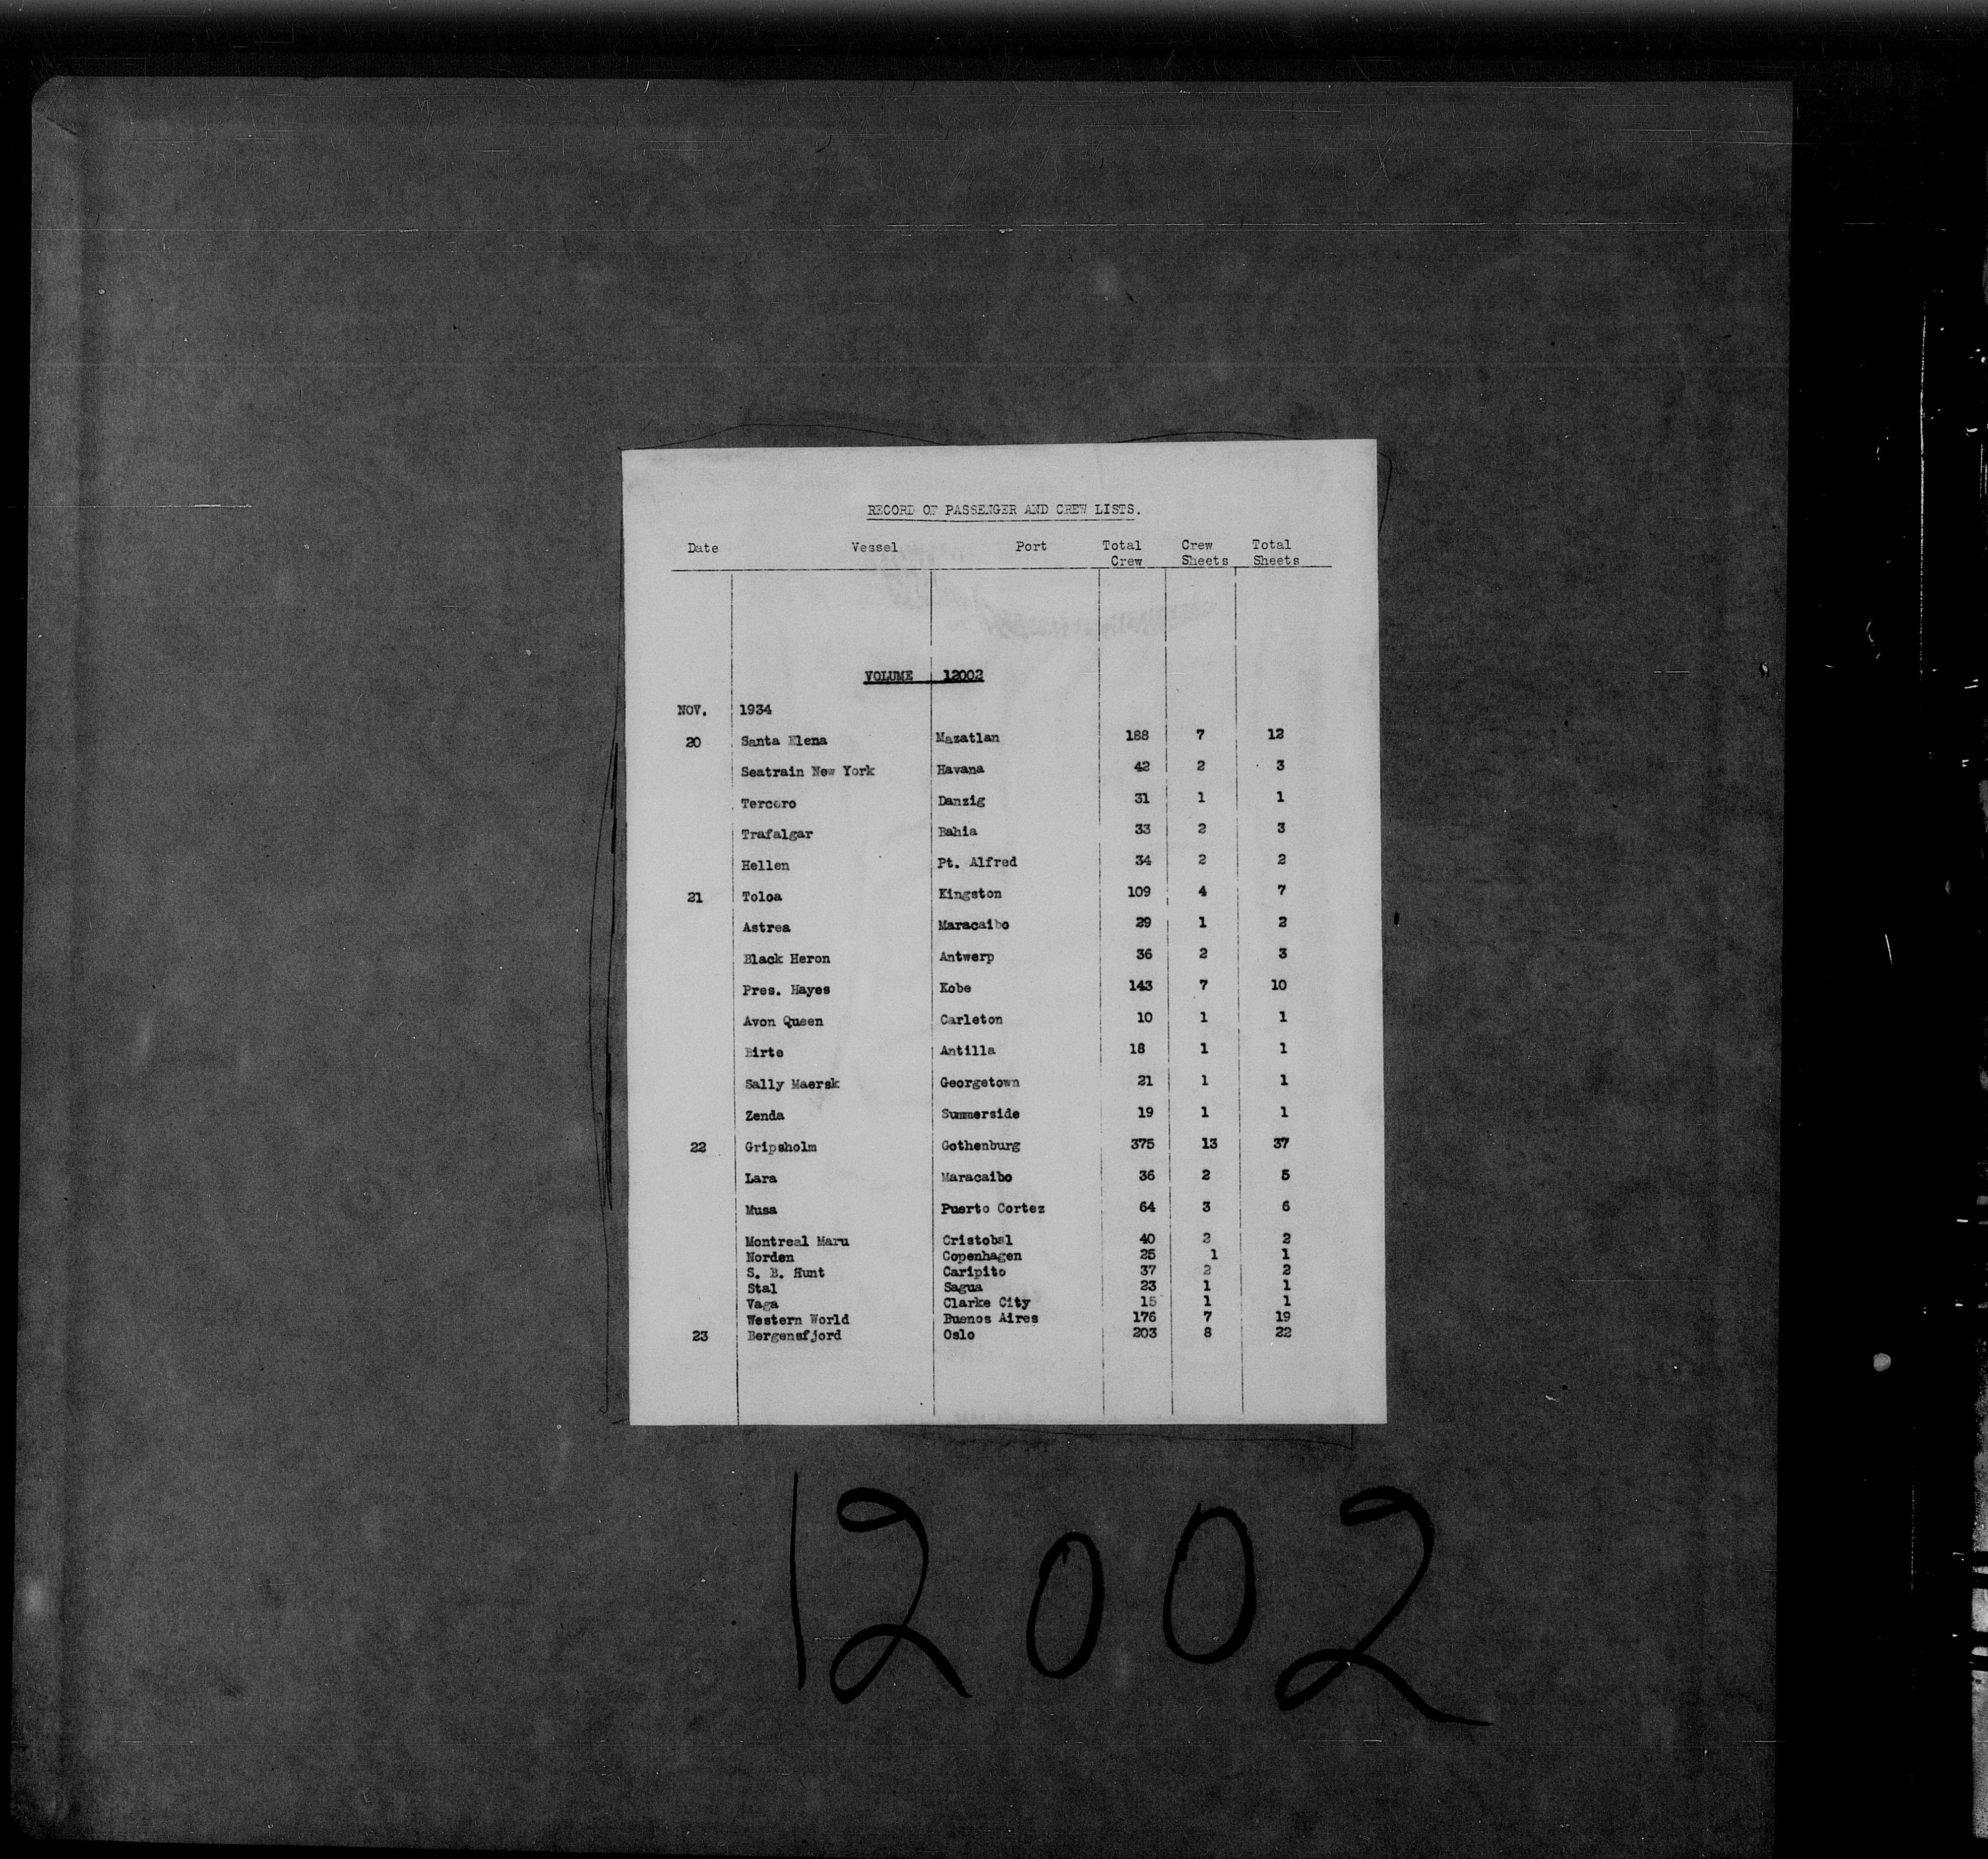 RECORD OF PASSENGER AND CREW LISTS.
Date Vessel Port Total Crew Total
Crew Sheets Sheets
VOLUME 12002
NOV. 1934
20 Santa Elena Mazatlan 188 7 12
Seatrain New York Havana 42 2 3
Tercero Danzig 31 1 1
Trafalgar Bahia 33 2 3
Hellen Pt. Alfred 34 2 2
21 Toloa Kingston 109 4 7
Astrea Maracaibo 29 1 2
Black Heron Antwerp 36 2 3
Pres. Hayes Kobe 143 7 10
Avon Queen Carleton 10 1 1
Birte Antilla 18 1 1
Sally Maersk Georgetown 21 1 1
Zenda Summerside 19 1 1
22 Gripsholm Gothenburg 375 13 37
Lara Maracaibo 36 2 5
Musa Puerto Cortez 64 3 6
Montreal Maru Cristobal 40 2 2
Norden Copenhagen 25 1 1
S. B. Hunt Caripito 37 2 2
Stal Sagua 23 1 1
Vaga Clarke City 15 1 1
Western World Buenos Aires 176 7 19
23 Bergensfjord Oslo 203 8 22
12002